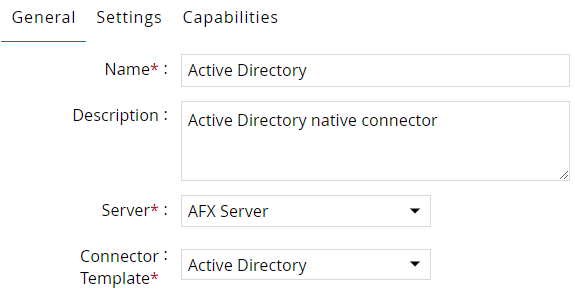 General Settings Capabilities
Name* : Active Directory
Description : Active Directory native connector
Server* : AFX Server
Connector : Active Directory
Template*